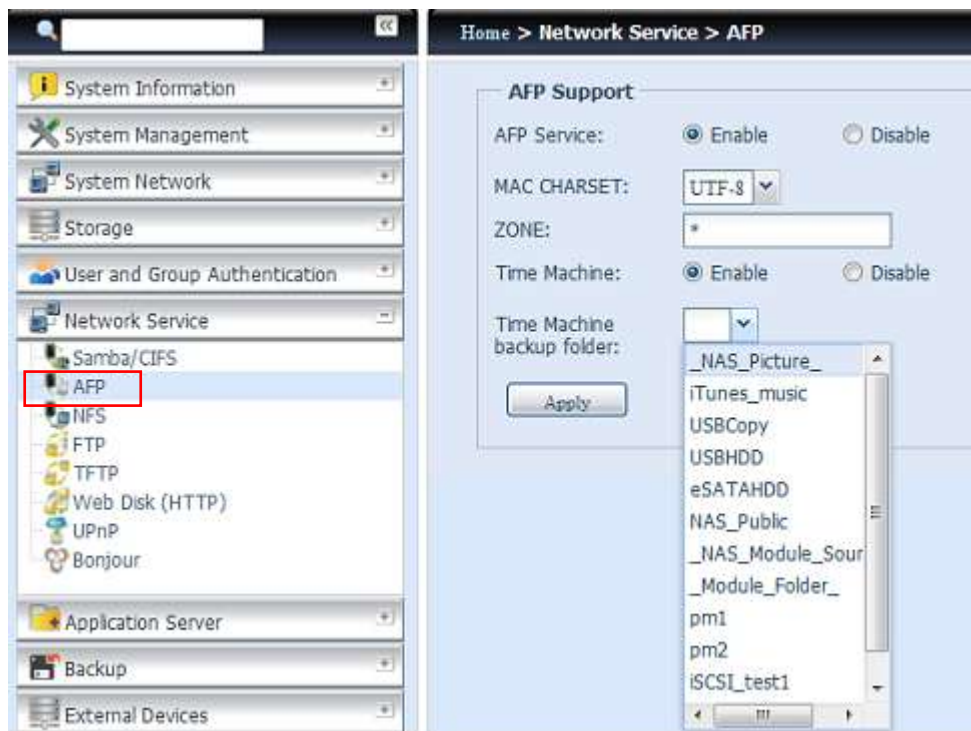 Home > Network Service > AFP
System Information
System Management
System Network
Storage
User and Group Authentication
Network Service
Samba/CIFS
AFP
NFS
FTP
TFTP
Web Disk (HTTP)
UPnP
Bonjour
Application Server
Backup
External Devices
AFP Support
AFP Service: Enable Disable
MAC CHARSET: UTF-8
ZONE: *
Time Machine: Enable Disable
Time Machine
backup folder:
_NAS_Picture_
iTunes_music
USBCopy
USBHDD
eSATAHDD
NAS_Public
_NAS_Module_Sour
_Module_Folder_
pm1
pm2
iSCSI_test1
Apply